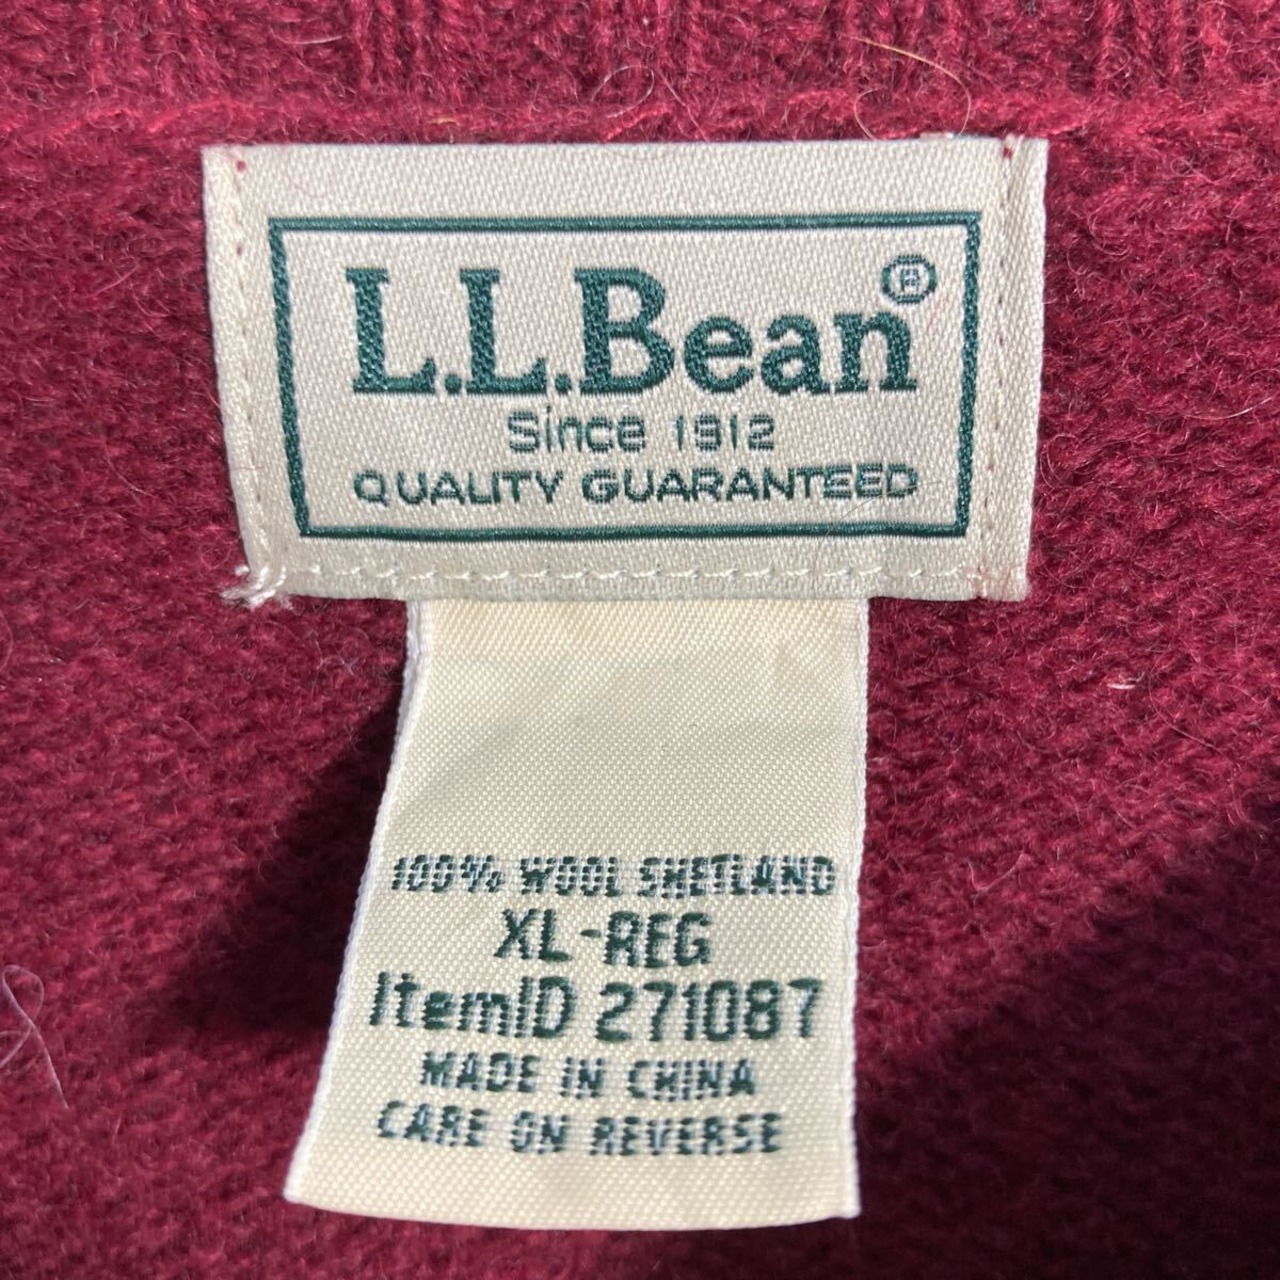 L.L.Bean®
Since 1912
QUALITY GUARANTEED
100% WOOL SHETLAND
XL-REG
ItemID 271087
MADE IN CHINA
CARE ON REVERSE